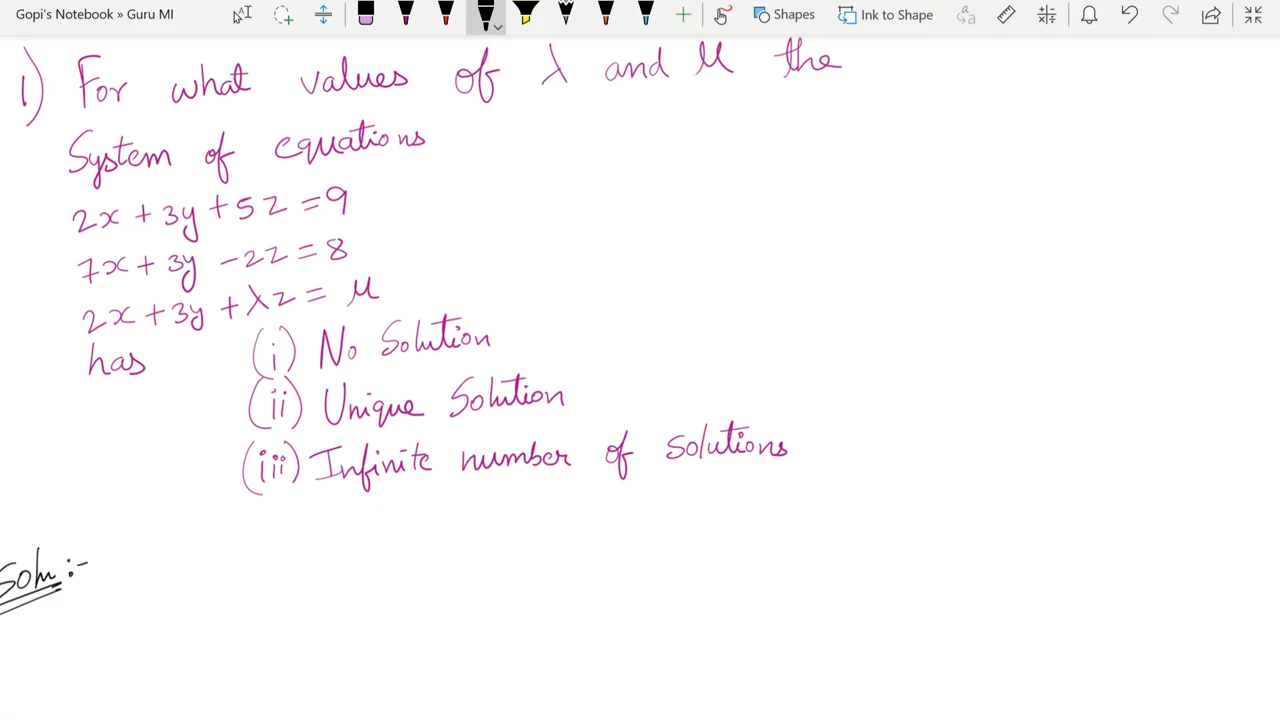 Gopi's Notebook » Guru MI
Shapes
Ink to Shape
1) For what values of λ and μ the
System of equations
2x + 3y + 5z = 9
7x + 3y - 2z = 8
2x + 3y + λz = μ
has (i) No Solution
(ii) Unique Solution
(iii) Infinite number of solutions
Soln :-